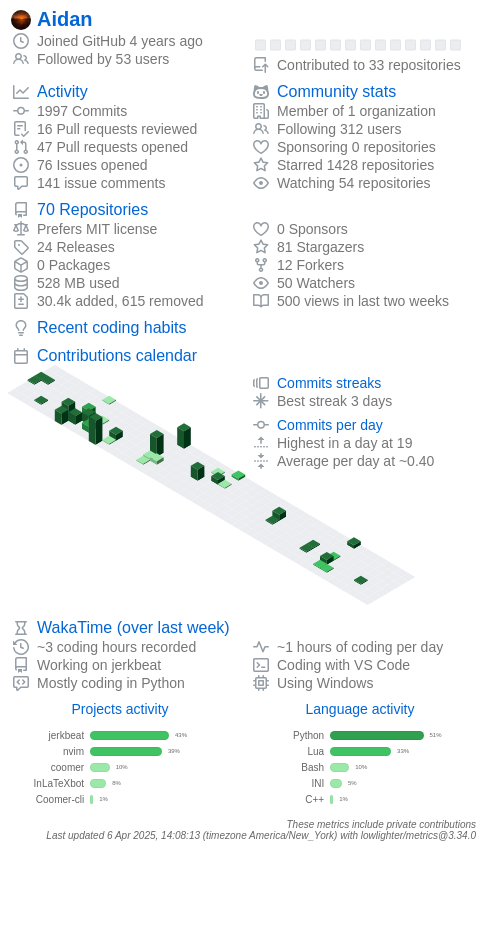 Aidan
Joined GitHub 4 years ago
Followed by 53 users
Contributed to 33 repositories
Activity
1997 Commits
16 Pull requests reviewed
47 Pull requests opened
76 Issues opened
141 issue comments
Community stats
Member of 1 organization
Following 312 users
Sponsoring 0 repositories
Starred 1428 repositories
Watching 54 repositories
70 Repositories
Prefers MIT license
24 Releases
0 Packages
528 MB used
30.4k added, 615 removed
0 Sponsors
81 Stargazers
12 Forkers
50 Watchers
500 views in last two weeks
Recent coding habits
Contributions calendar
Commits streaks
Best streak 3 days
Commits per day
Highest in a day at 19
Average per day at ~0.40
WakaTime (over last week)
~3 coding hours recorded
Working on jerkbeat
Mostly coding in Python
~1 hours of coding per day
Coding with VS Code
Using Windows
Projects activity
jerkbeat 43%
nvim 39%
coomer 10%
InLaTeXbot 8%
Coomer-cli 1%
Language activity
Python 51%
Lua 33%
Bash 10%
INI 5%
C++ 1%
These metrics include private contributions
Last updated 6 Apr 2025, 14:08:13 (timezone America/New_York) with lowlighter/metrics@3.34.0